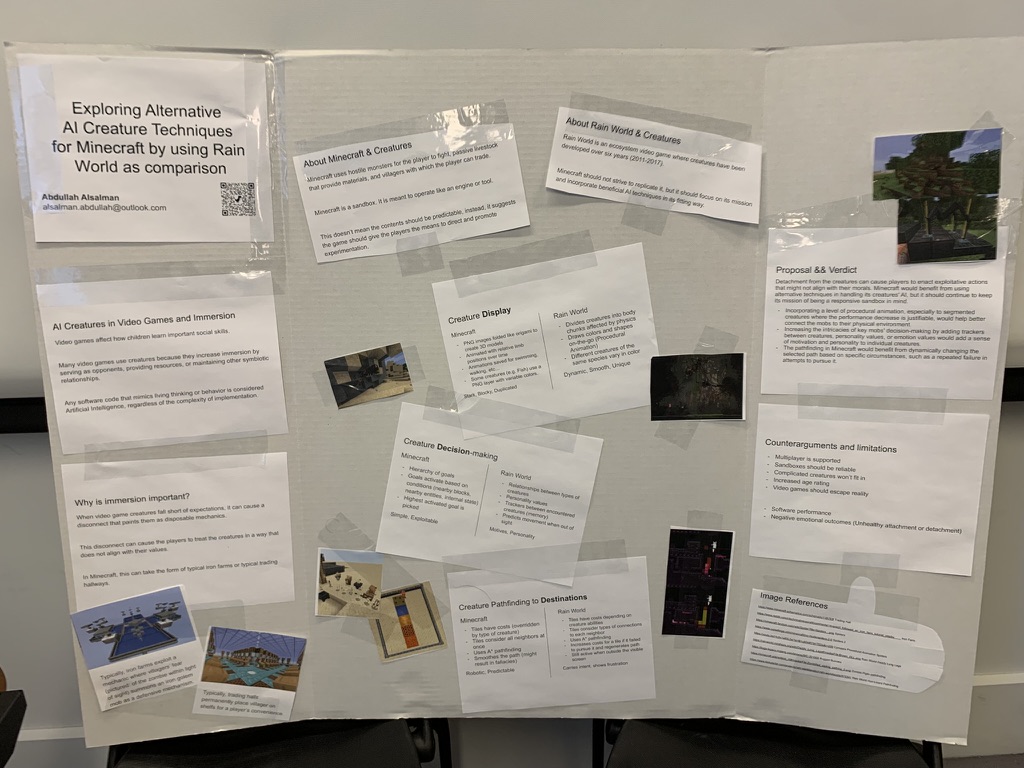 Exploring Alternative
AI Creature Techniques
for Minecraft by using Rain
World as comparison
Abdullah Alsalman
alsalman.abdullah@outlook.com
AI Creatures in Video Games and Immersion
Video games affect how children learn important social skills.
Many video games use creatures because they increase immersion by
serving as opponents, providing resources, or maintaining other symbiotic
relationships.
Any software code that mimics living thinking or behavior is considered
Artificial Intelligence, regardless of the complexity of implementation.
Why is immersion important?
When video game creatures fall short of expectations, it can cause a
disconnect that points them as disposable mechanics.
This disconnect can cause the players to treat the creatures in a way that
does not align with their values.
In Minecraft, this can take the form of typical iron farms or typical trading
hallways.
Typically, iron farms exploit a
mechanic where villagers' fear
(pictured: of the zombie within light
of sight) summons an iron golem
mob as a defensive mechanism.
Typically, trading halls
permanently place villager on
shelfs for a player's convenience.
About Minecraft & Creatures
Minecraft uses hostile monsters for the player to fight, passive livestock
that provide materials, and villagers with which the player can trade.
Minecraft is a sandbox, it is meant to operate like an engine or tool.
This doesn't mean the contents should be predictable, instead, it suggests
the game should give the players the means to direct and promote
experimentation.
About Rain World & Creatures
Rain World is an ecosystem video game where creatures have been
developed over six years (2011-2017).
Minecraft should not strive to replicate it, but it should focus on its mission
and incorporate beneficial AI techniques in its fitting way.
Creature Display
Minecraft
- PNG images folded like origami to
create 3D models
- Animated with relative limb
positions over time
- Animations saved for swimming,
walking, etc...
- Some creatures (e.g. Fish) use a
PNG layer with variable colors.
Stark, Blocky, Duplicated
Rain World
- Divides creatures into body
chunks affected by physics
- Draws colors and shapes
on-the-go (Procedural
Animation)
- Different creatures of the
same species vary in color
Dynamic, Smooth, Unique
Creature Decision-making
Minecraft
- Hierarchy of goals
- Goals activate based on
conditions (nearby blocks,
nearby entities, internal state)
- Highest activated goal is
picked
Simple, Exploitable
Rain World
- Relationships between types of
creatures
- Personality values
- Trackers between encountered
creatures (memory)
- Predicts movement when out of
sight
Motives, Personality
Creature Pathfinding to Destinations
Minecraft
- Tiles have costs (overridden
by type of creature)
- Tiles consider all neighbors at
once
- Uses A* pathfinding
- Smooths the path (might
result in fallacies)
Robotic, Predictable
Rain World
- Tiles have costs depending on
creature abilities
- Tiles consider types of connections
to each neighbor
- Uses A* pathfinding
- Increases costs for a tile if it failed
to pursue it and regenerates path
- Still active when outside the visible
screen
Carries intent, shows frustration
Proposal && Verdict
Detachment from the creatures can cause players to enact exploitative actions
that might not align with their morals. Minecraft would benefit from using
alternative techniques in handling its creatures' AI, but it should continue to keep
its mission of being a responsive sandbox in mind.
- Incorporating a level of procedural animation, especially to segmented
creatures where the performance decrease is justifiable, would help better
connect the mobs to their physical environment.
- Increasing the intricacies of key mobs' decision-making by adding trackers
between creatures, personality values, or emotion values would add a sense
of motivation and personality to individual creatures.
- The pathfinding in Minecraft would benefit from dynamically changing the
selected path based on specific circumstances, such as a repeated failure in
attempts to pursue it.
Counterarguments and limitations
- Multiplayer is supported
- Sandboxes should be reliable
- Complicated creatures won't fit in
- Increased age rating
- Video games should escape reality
- Software performance
- Negative emotional outcomes (Unhealthy attachment or detachment)
Image References